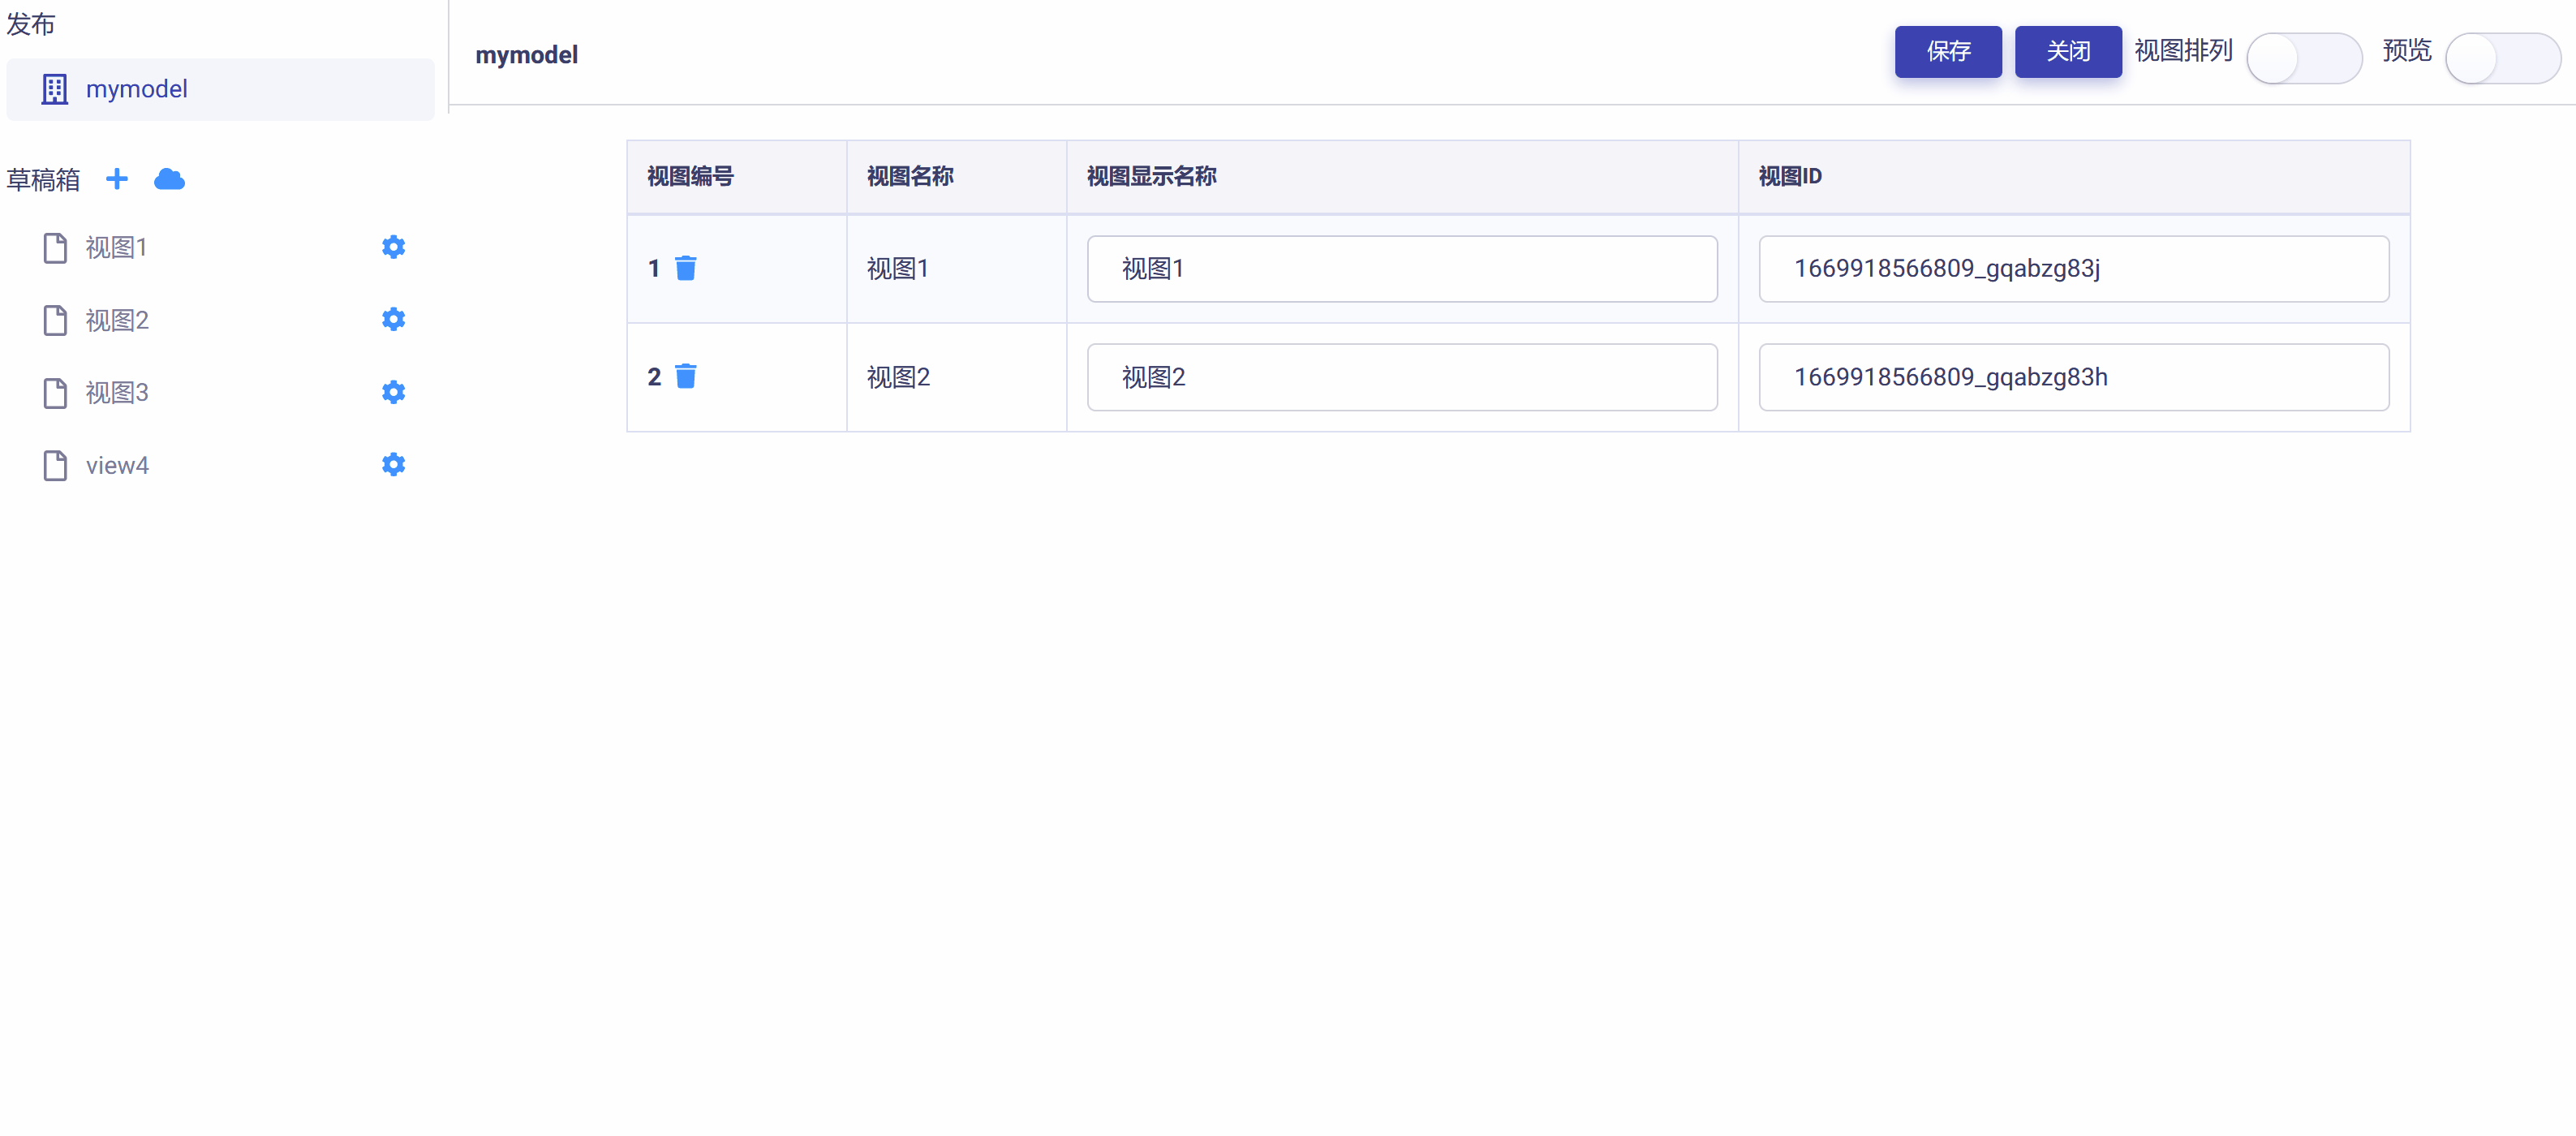 发布
mymodel
草稿箱
视图1
视图2
视图3
view4
mymodel
保存
关闭
视图排列
预览
视图编号 视图名称 视图显示名称 视图ID
1 视图1 视图1 1669918566809_gqabzg83j
2 视图2 视图2 1669918566809_gqabzg83h